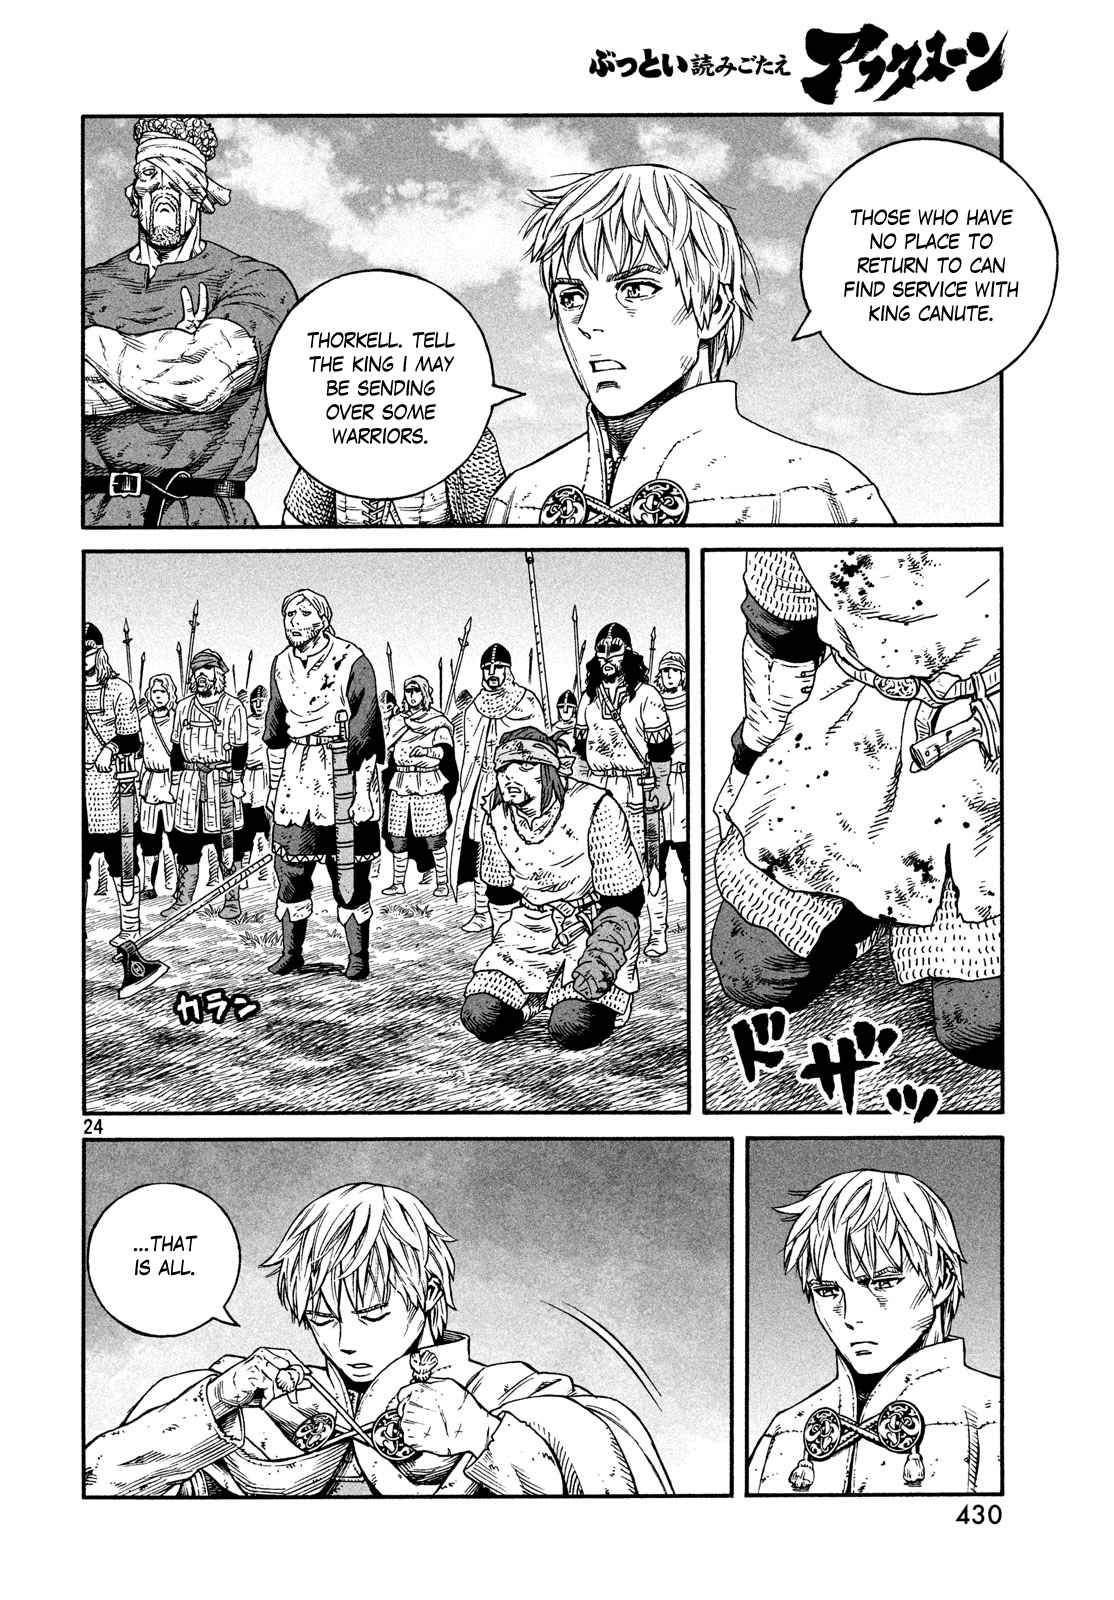 ぶっとい読みごたえ アフタヌーン
THOSE WHO HAVE
NO PLACE TO
RETURN TO CAN
FIND SERVICE WITH
KING CANUTE.
THORKELL. TELL
THE KING I MAY
BE SENDING
OVER SOME
WARRIORS.
ドザッ
カラン
24
...THAT
IS ALL.
430